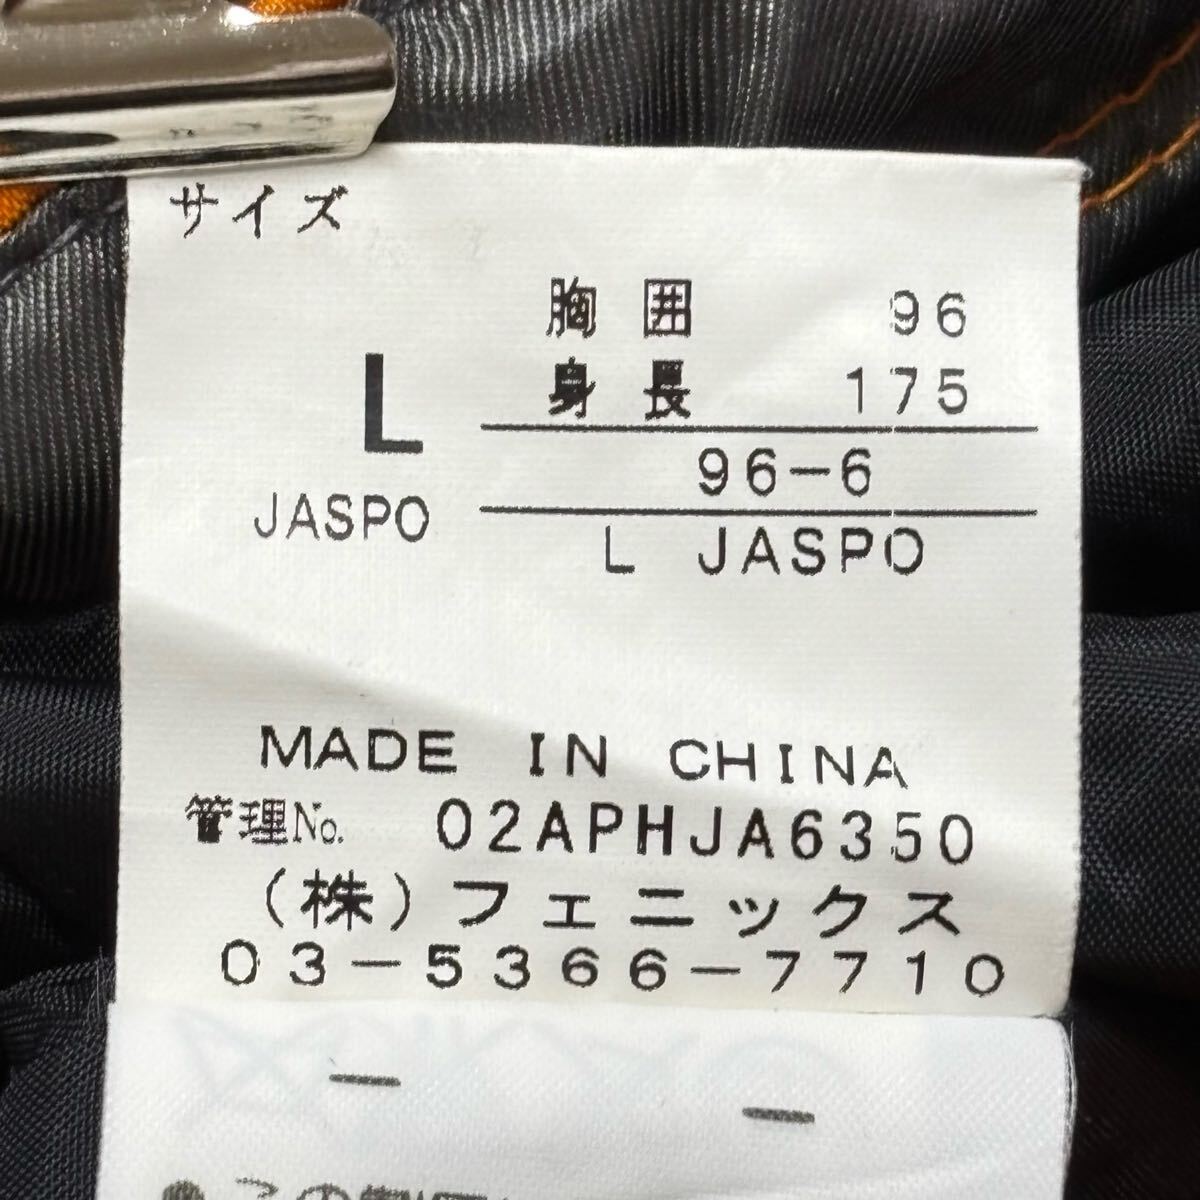 サイズ
胸囲 96
身長 175
L
96-6
JASPO
L JASPO
MADE IN CHINA
管理No. 02APHJA6350
(株)フェニックス
03-5366-7710